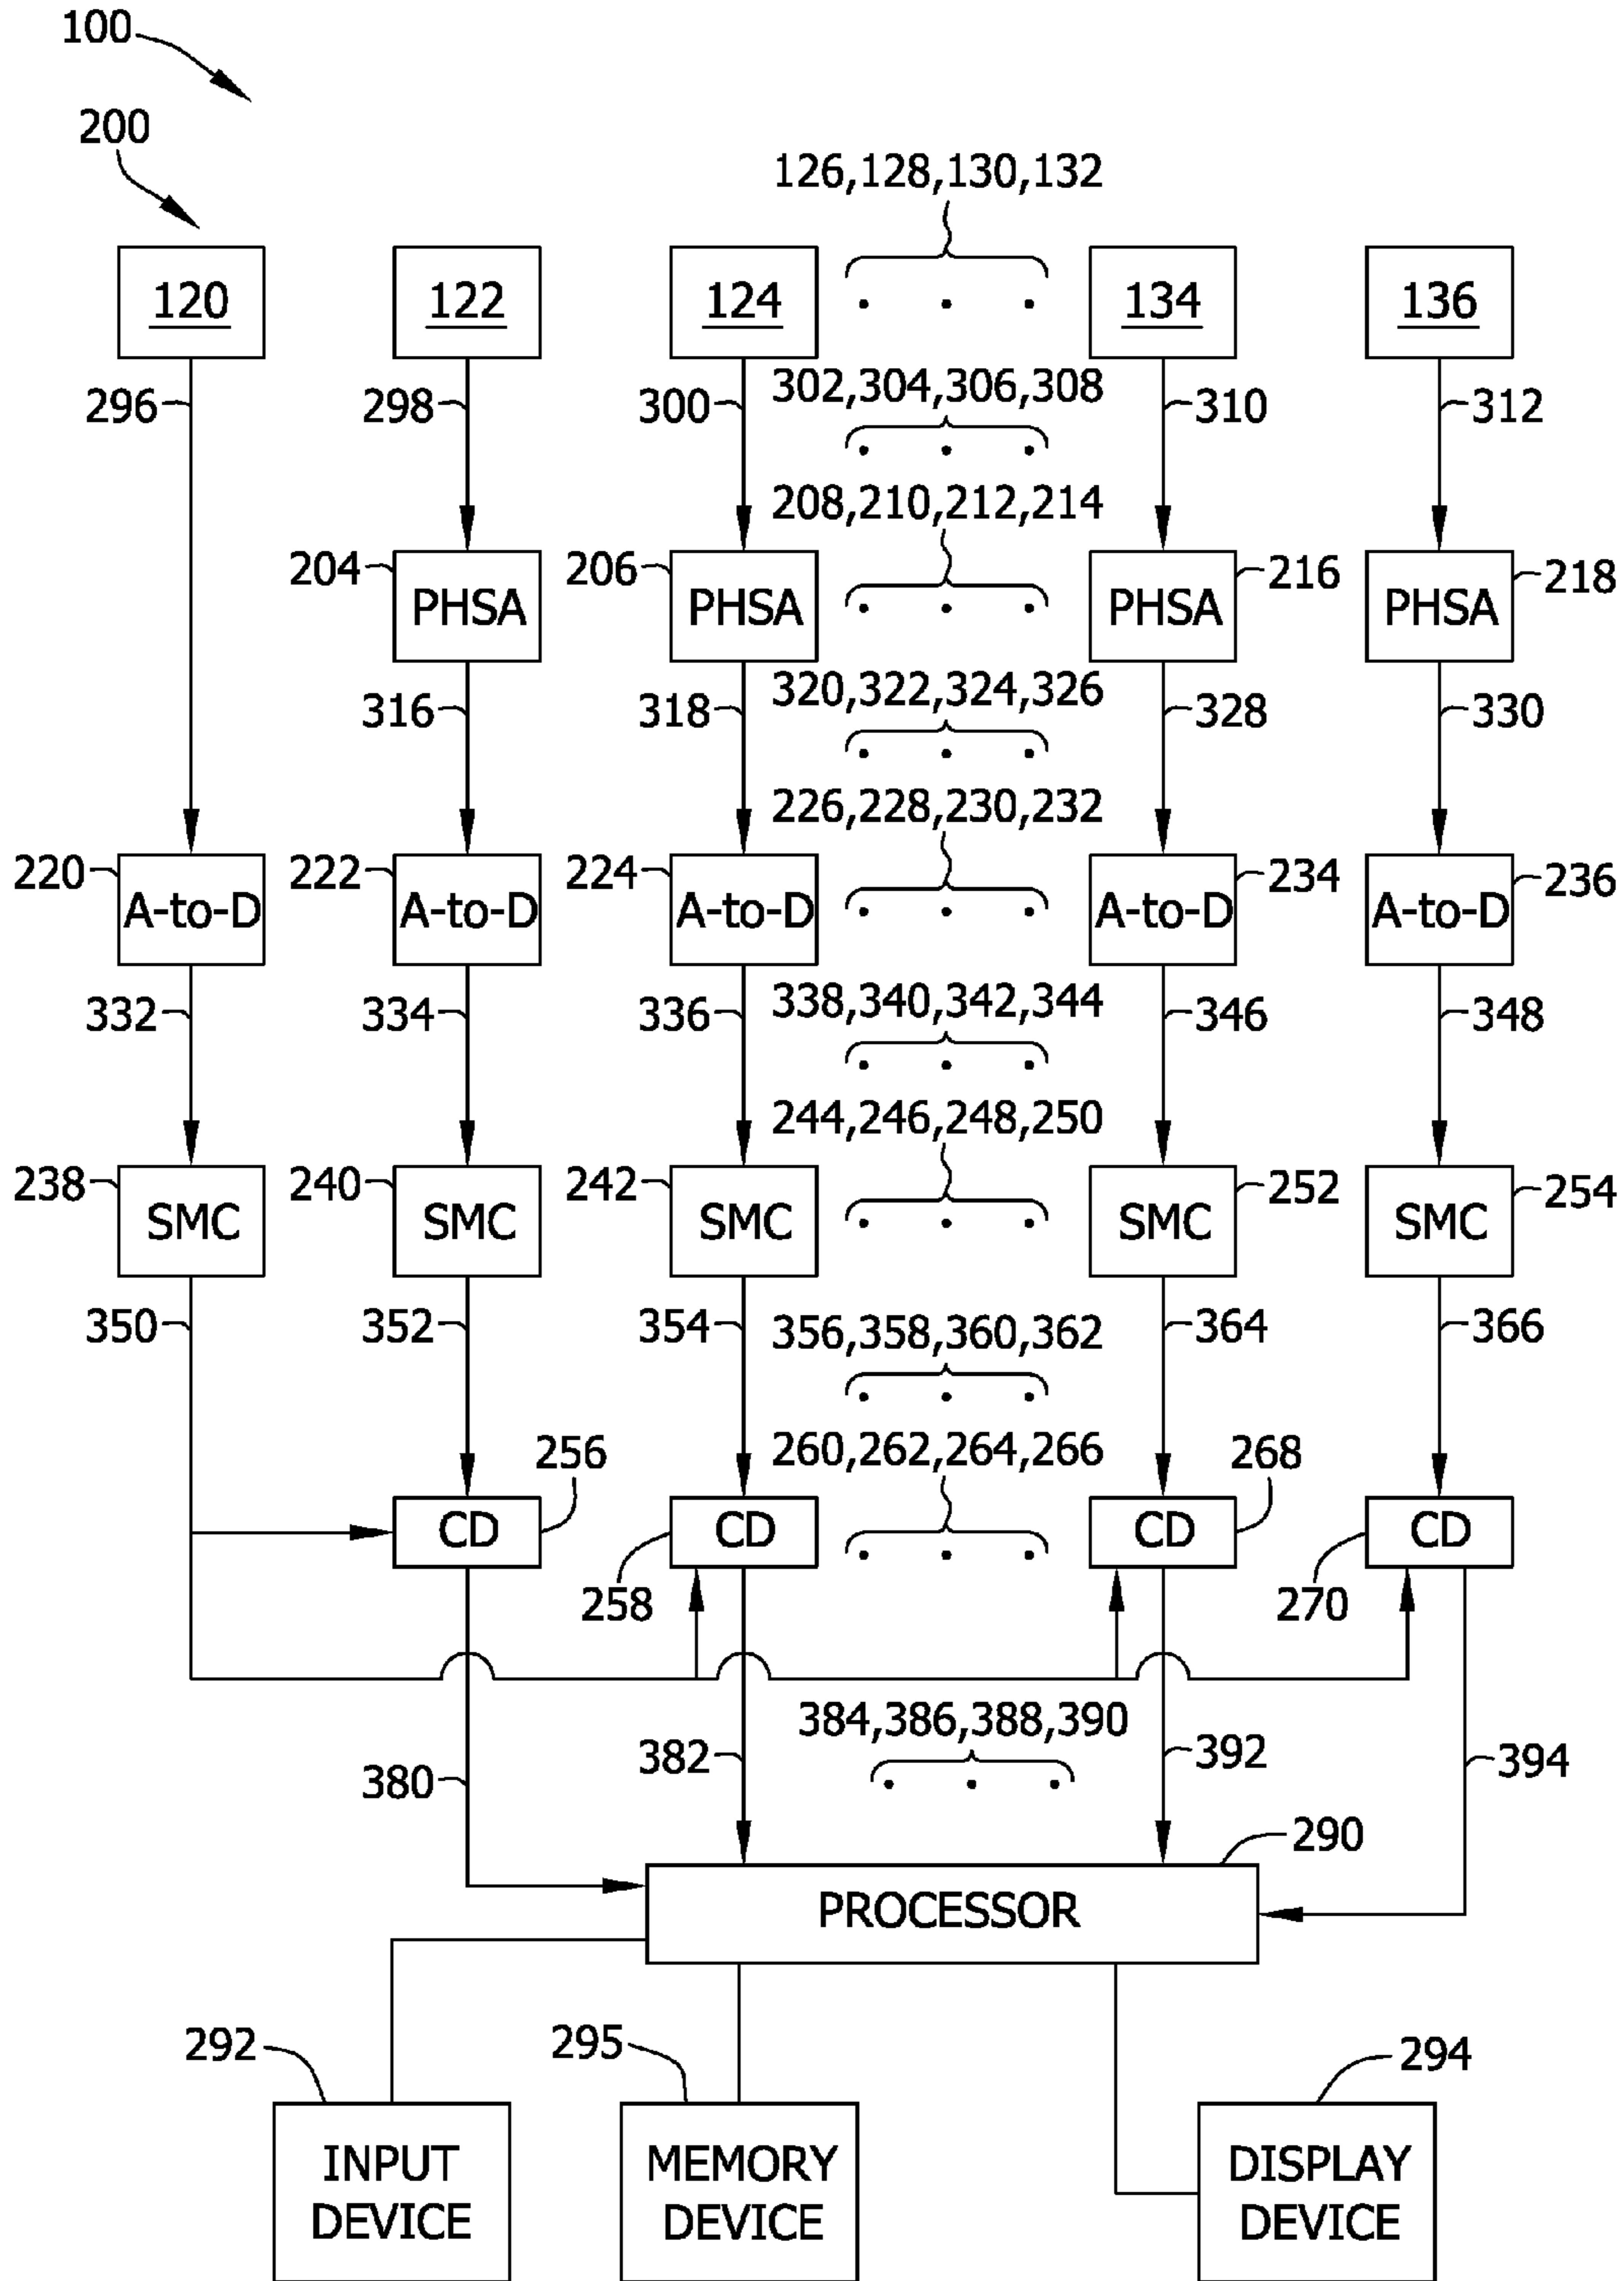 100
200
126,128,130,132
120 122 124 134 136
296 298 300 302,304,306,308 310 312
208,210,212,214
204 206 216 218
PHSA PHSA PHSA PHSA
316 318 320,322,324,326 328 330
226,228,230,232
220 222 224 234 236
A-to-D A-to-D A-to-D A-to-D A-to-D
332 334 336 338,340,342,344 346 348
244,246,248,250
238 240 242 252 254
SMC SMC SMC SMC SMC
350 352 354 356,358,360,362 364 366
256 260,262,264,266 268
CD CD CD CD
258 270
384,386,388,390
380 382 392 394
290
PROCESSOR
292 295 294
INPUT DEVICE
MEMORY DEVICE
DISPLAY DEVICE